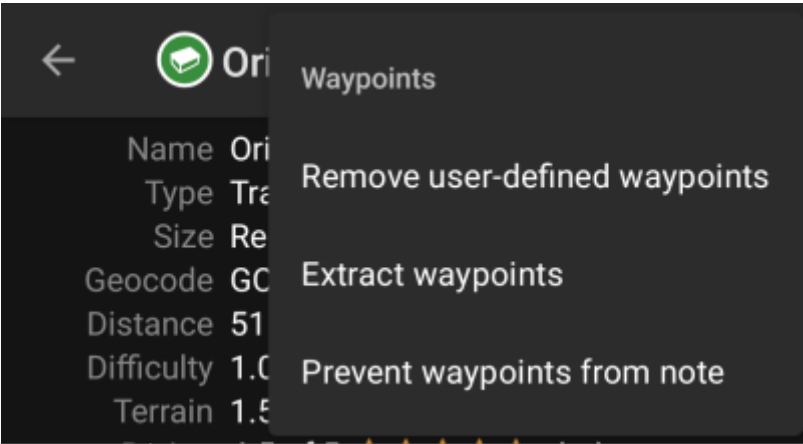 Ori
Waypoints
Name Ori
Remove user-defined waypoints
Type Tra
Size Re
Geocode GC
Extract waypoints
Distance 51
Difficulty 1.0
Prevent waypoints from note
Terrain 1.5